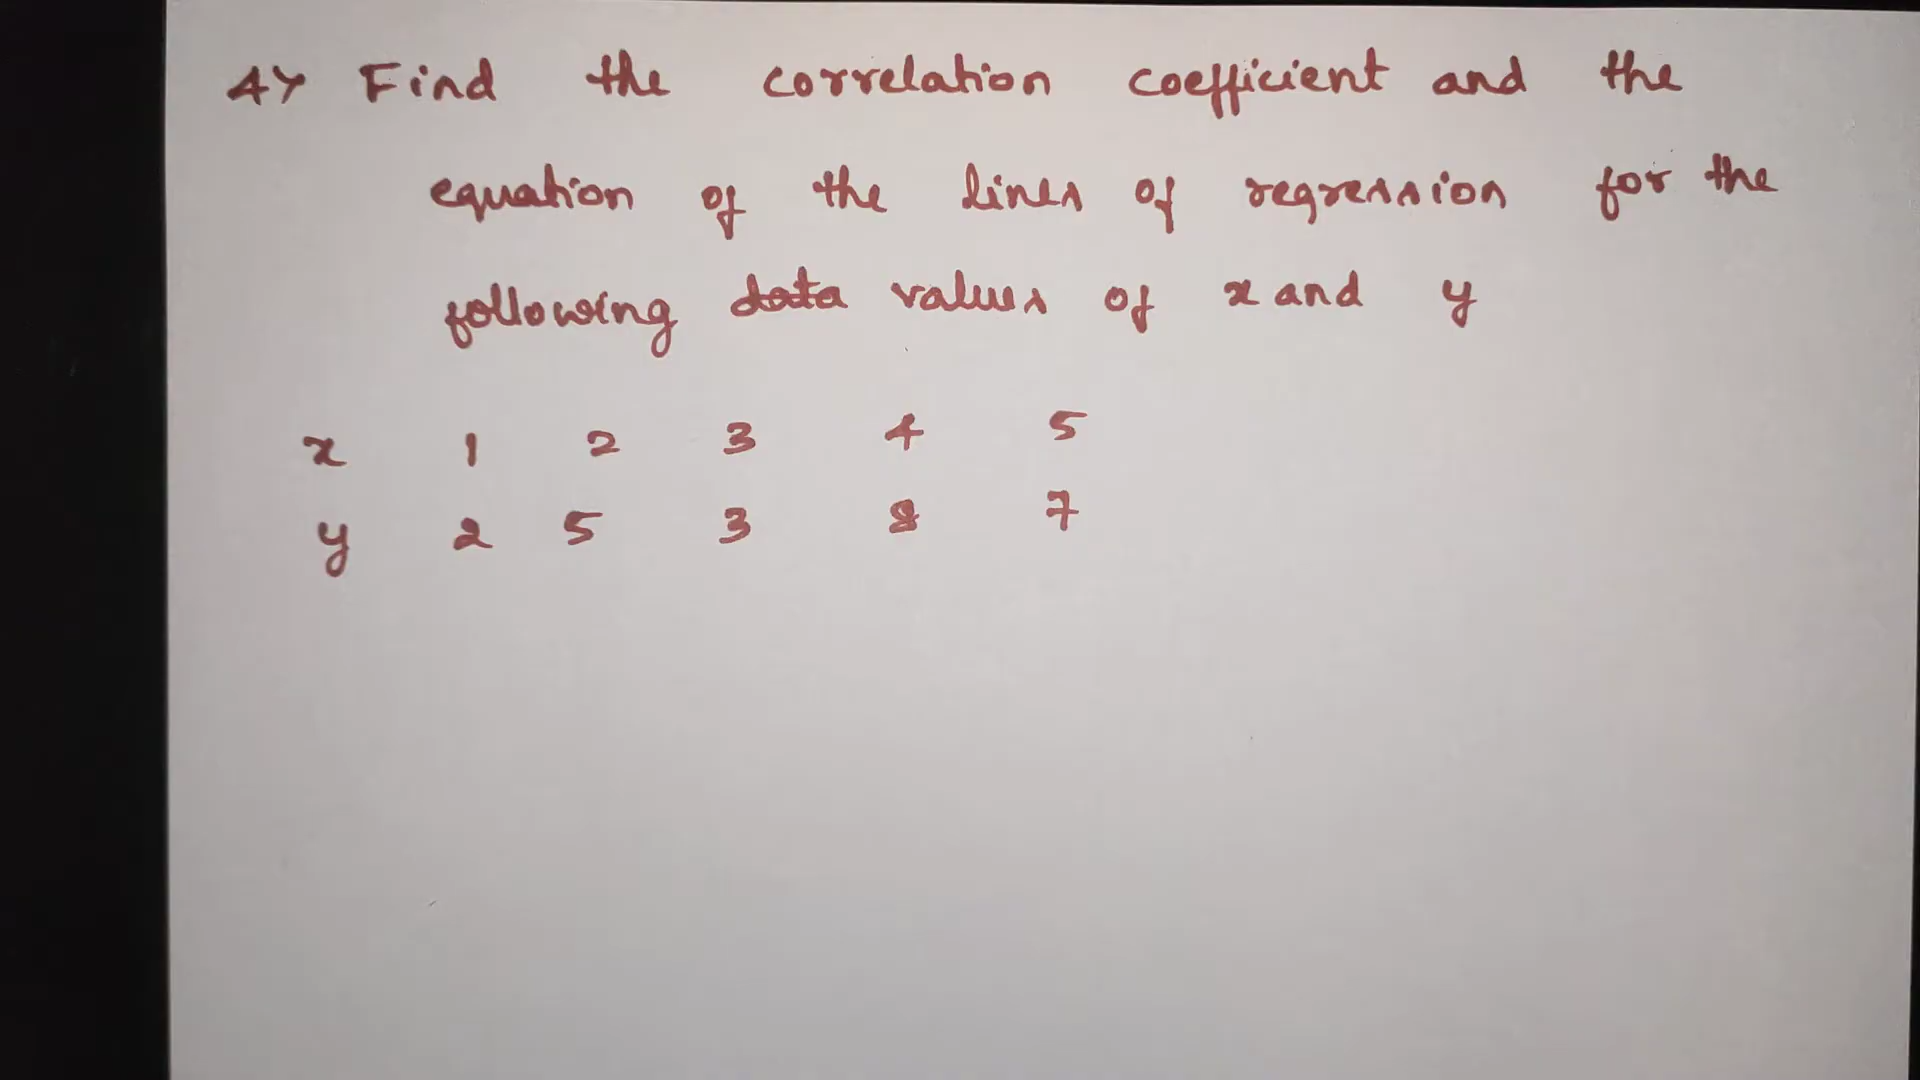 4) Find the correlation coefficient and the
equation of the lines of regression for the
following data values of x and y
x 1 2 3 4 5
y 2 5 3 8 7